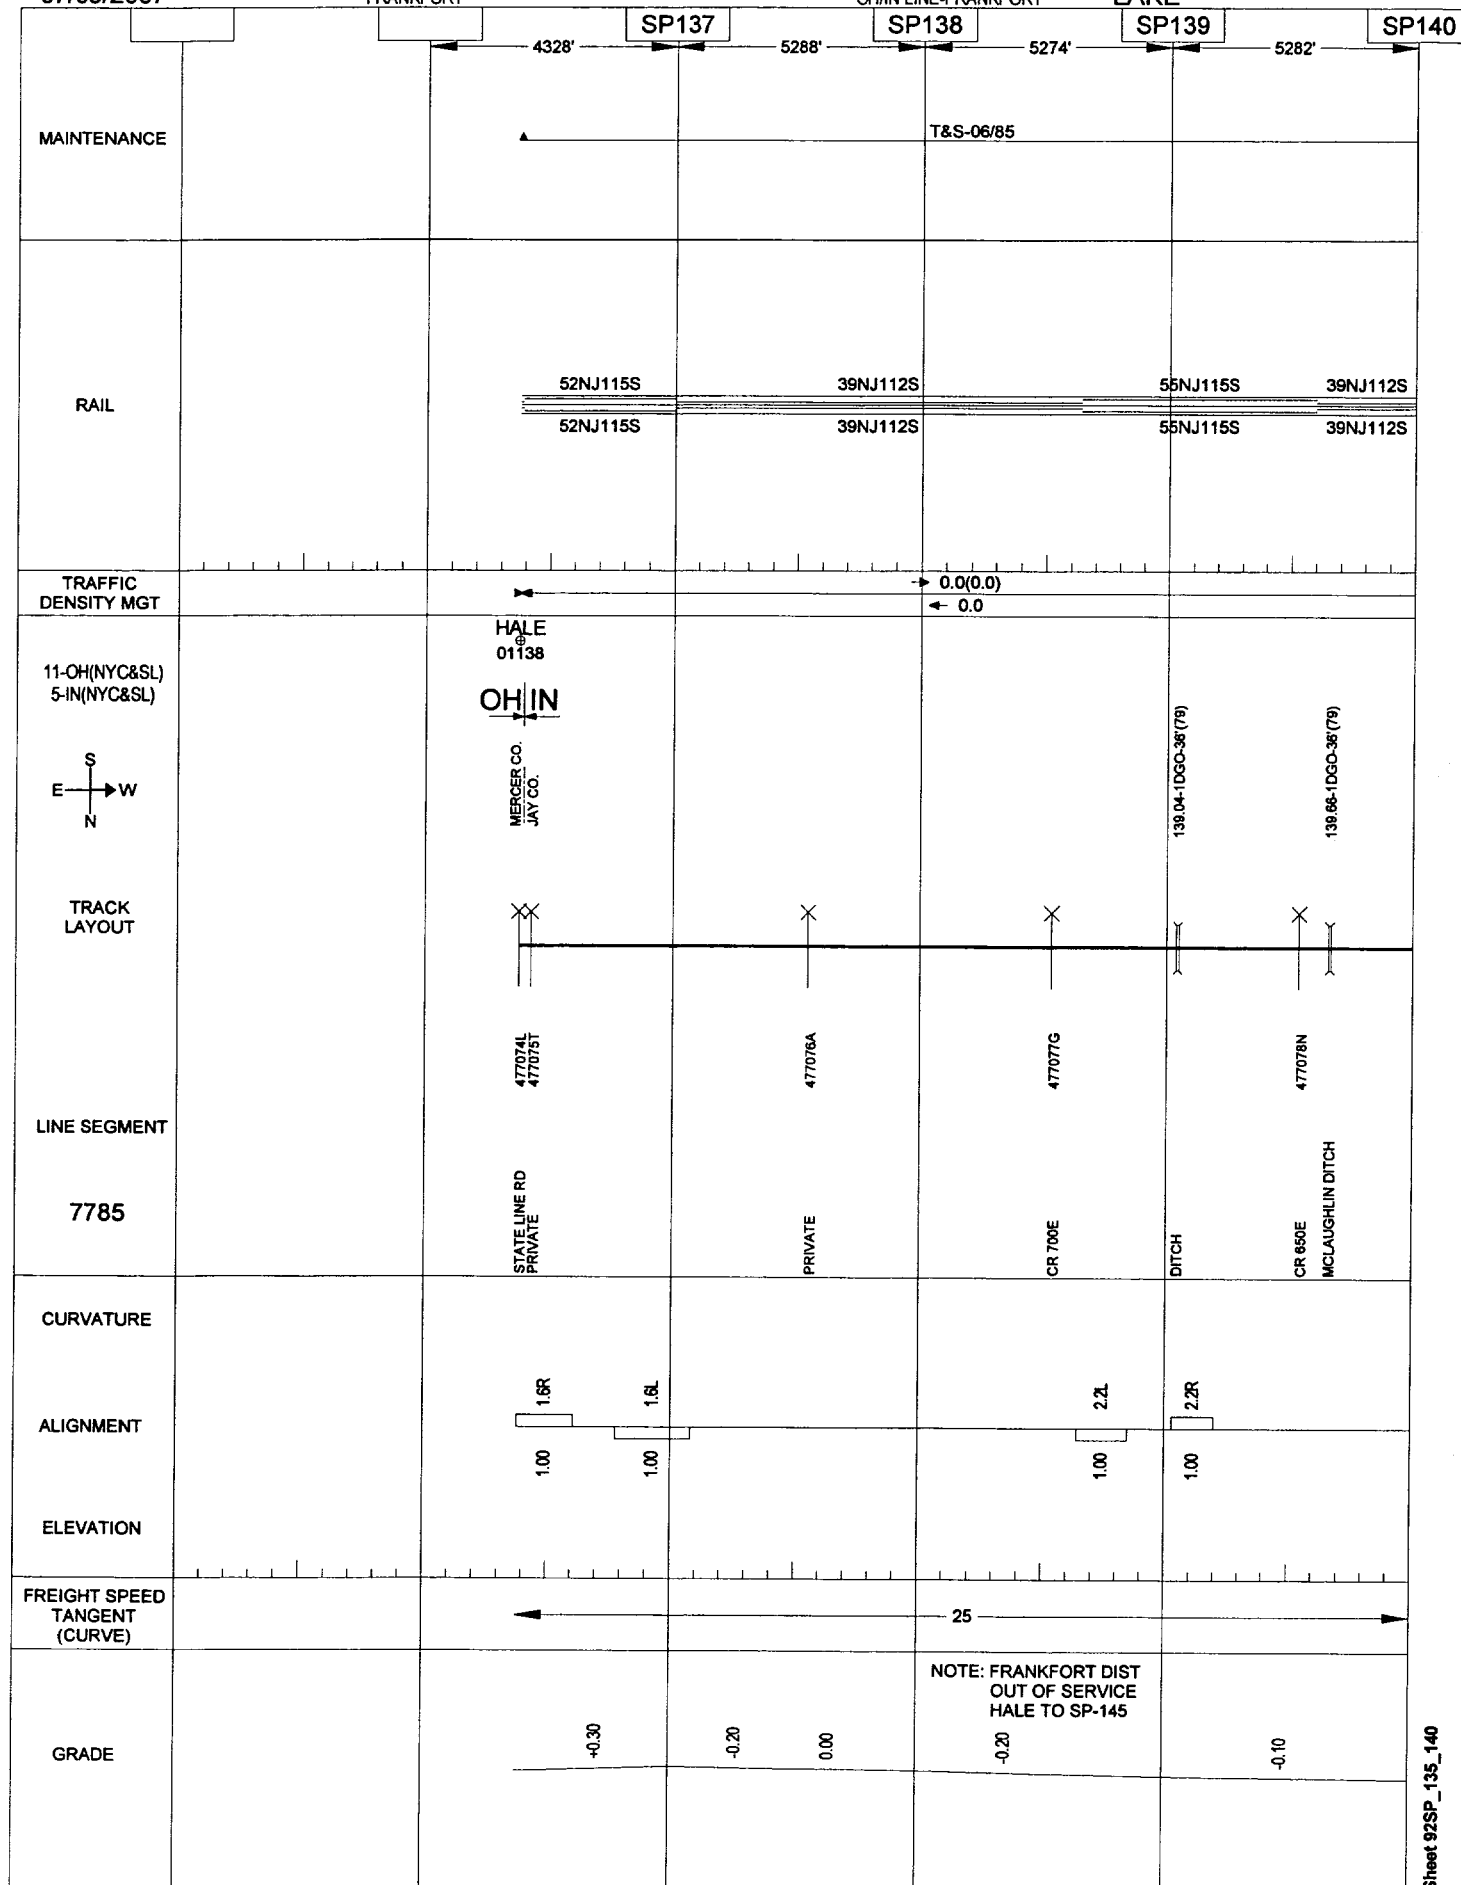 SP137 SP138 SP139 SP140
4328' 5288' 5274' 5282'
MAINTENANCE
T&S-06/85
RAIL
52NJ115S 39NJ112S 55NJ115S 39NJ112S
52NJ115S 39NJ112S 55NJ115S 39NJ112S
TRAFFIC
DENSITY MGT
0.0(0.0)
0.0
HALE
01138
11-OH(NYC&SL)
5-IN(NYC&SL)
OH IN
S
E W
N
MERCER CO.
JAY CO.
139.04-1DGO-36'(79)
139.66-1DGO-36'(79)
TRACK
LAYOUT
477074L
477075T
477076A
477077G
477078N
LINE SEGMENT
7785
STATE LINE RD
PRIVATE
PRIVATE
CR 700E
DITCH
CR 650E
MCLAUGHLIN DITCH
CURVATURE
1.6R 1.6L 2.2L 2.2R
ALIGNMENT
1.00 1.00 1.00 1.00
ELEVATION
FREIGHT SPEED
TANGENT
(CURVE)
25
NOTE: FRANKFORT DIST
OUT OF SERVICE
HALE TO SP-145
GRADE
+0.30 -0.20 0.00 -0.20 -0.10
Sheet 92SP_135_140